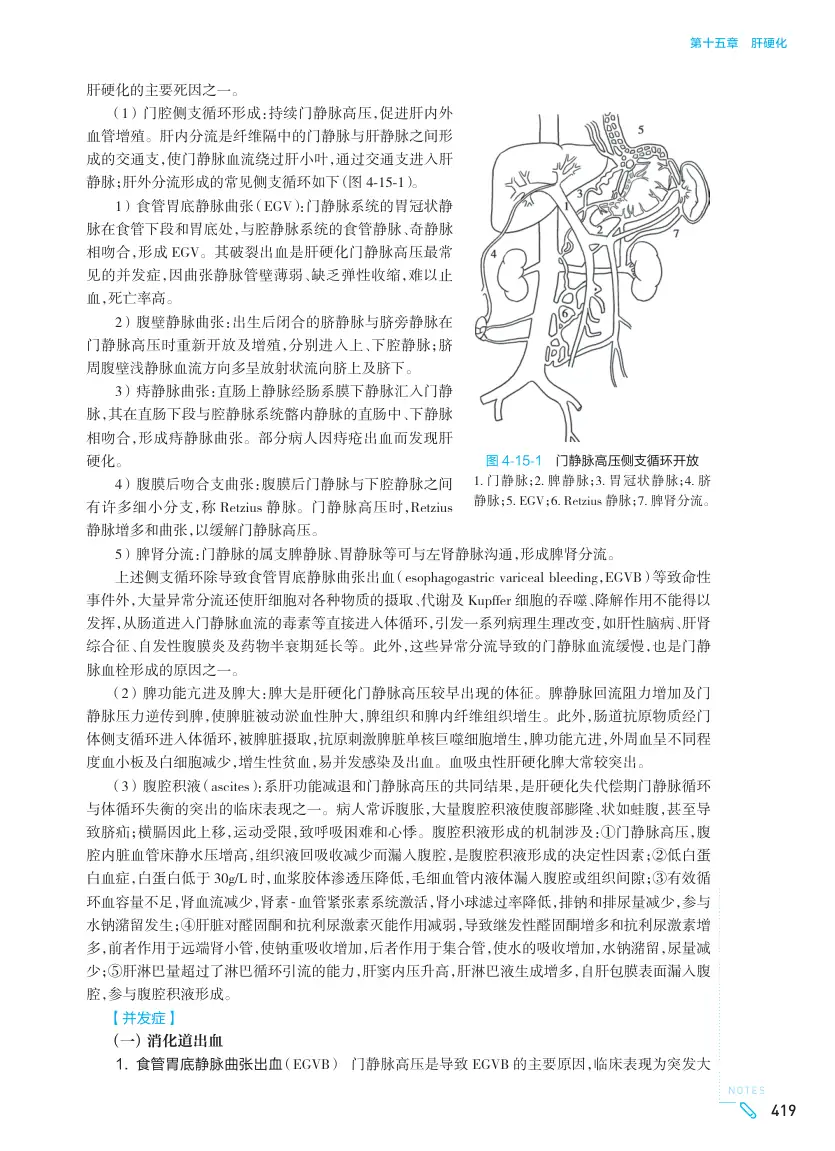 第十五章 肝硬化
肝硬化的主要死因之一。
（1）门腔侧支循环形成：持续门静脉高压，促进肝内外
血管增殖。肝内分流是纤维隔中的门静脉与肝静脉之间形
成的交通支，使门静脉血流绕过肝小叶，通过交通支进入肝
静脉；肝外分流形成的常见侧支循环如下（图 4-15-1）。
1）食管胃底静脉曲张（EGV）：门静脉系统的胃冠状静
脉在食管下段和胃底处，与腔静脉系统的食管静脉、奇静脉
相吻合，形成 EGV。其破裂出血是肝硬化门静脉高压最常
见的并发症，因曲张静脉管壁薄弱、缺乏弹性收缩，难以止
血，死亡率高。
2）腹壁静脉曲张：出生后闭合的脐静脉与脐旁静脉在
门静脉高压时重新开放及增殖，分别进入上、下腔静脉；脐
周腹壁浅静脉血流方向多呈放射状流向脐上及脐下。
3）痔静脉曲张：直肠上静脉经肠系膜下静脉汇入门静
脉，其在直肠下段与腔静脉系统髂内静脉的直肠中、下静脉
相吻合，形成痔静脉曲张。部分病人因痔疮出血而发现肝
硬化。
4）腹膜后吻合支曲张：腹膜后门静脉与下腔静脉之间
有许多细小分支，称 Retzius 静脉。门静脉高压时，Retzius
静脉增多和曲张，以缓解门静脉高压。
5
3
1
2
7
4
6
图 4-15-1 门静脉高压侧支循环开放
1. 门静脉；2. 脾静脉；3. 胃冠状静脉；4. 脐
静脉；5. EGV；6. Retzius 静脉；7. 脾肾分流。
5）脾肾分流：门静脉的属支脾静脉、胃静脉等可与左肾静脉沟通，形成脾肾分流。
上述侧支循环除导致食管胃底静脉曲张出血（esophagogastric variceal bleeding，EGVB）等致命性
事件外，大量异常分流还使肝细胞对各种物质的摄取、代谢及 Kupffer 细胞的吞噬、降解作用不能得以
发挥，从肠道进入门静脉血流的毒素等直接进入体循环，引发一系列病理生理改变，如肝性脑病、肝肾
综合征、自发性腹膜炎及药物半衰期延长等。此外，这些异常分流导致的门静脉血流缓慢，也是门静
脉血栓形成的原因之一。
（2）脾功能亢进及脾大：脾大是肝硬化门静脉高压较早出现的体征。脾静脉回流阻力增加及门
静脉压力逆传到脾，使脾脏被动淤血性肿大，脾组织和脾内纤维组织增生。此外，肠道抗原物质经门
体侧支循环进入体循环，被脾脏摄取，抗原刺激脾脏单核巨噬细胞增生，脾功能亢进，外周血呈不同程
度血小板及白细胞减少，增生性贫血，易并发感染及出血。血吸虫性肝硬化脾大常较突出。
（3）腹腔积液（ascites）：系肝功能减退和门静脉高压的共同结果，是肝硬化失代偿期门静脉循环
与体循环失衡的突出的临床表现之一。病人常诉腹胀，大量腹腔积液使腹部膨隆、状如蛙腹，甚至导
致脐疝；横膈因此上移，运动受限，致呼吸困难和心悸。腹腔积液形成的机制涉及：①门静脉高压，腹
腔内脏血管床静水压增高，组织液回吸收减少而漏入腹腔，是腹腔积液形成的决定性因素；②低白蛋
白血症，白蛋白低于 30g/L 时，血浆胶体渗透压降低，毛细血管内液体漏入腹腔或组织间隙；③有效循
环血容量不足，肾血流减少，肾素-血管紧张素系统激活，肾小球滤过率降低，排钠和排尿量减少，参与
水钠潴留发生；④肝脏对醛固酮和抗利尿激素灭能作用减弱，导致继发性醛固酮增多和抗利尿激素增
多，前者作用于远端肾小管，使钠重吸收增加，后者作用于集合管，使水的吸收增加，水钠潴留，尿量减
少；⑤肝淋巴量超过了淋巴循环引流的能力，肝窦内压升高，肝淋巴液生成增多，自肝包膜表面漏入腹
腔，参与腹腔积液形成。
【并发症】
（一）消化道出血
1. 食管胃底静脉曲张出血（EGVB） 门静脉高压是导致 EGVB 的主要原因，临床表现为突发大
NOTES
419